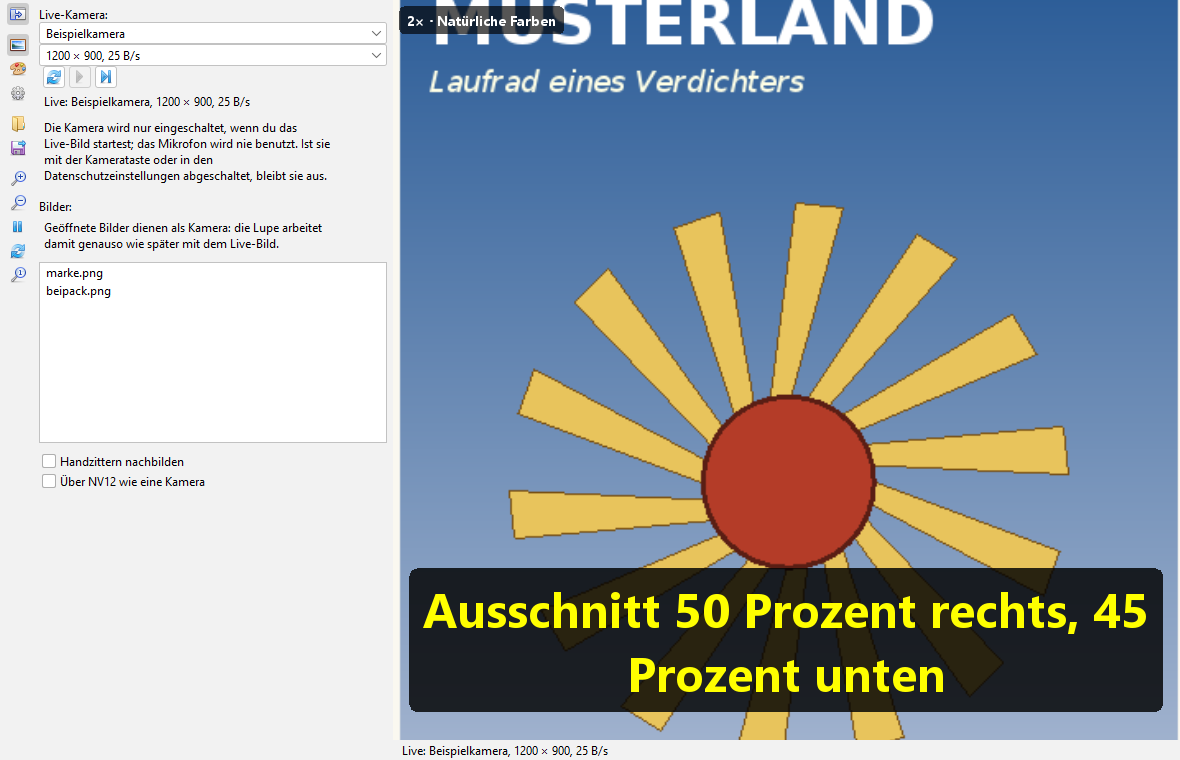 Live-Kamera:
Beispielkamera
1200 × 900, 25 B/s
Live: Beispielkamera, 1200 × 900, 25 B/s
Die Kamera wird nur eingeschaltet, wenn du das
Live-Bild startest; das Mikrofon wird nie benutzt. Ist sie
mit der Kamerataste oder in den
Datenschutzeinstellungen abgeschaltet, bleibt sie aus.
Bilder:
Geöffnete Bilder dienen als Kamera: die Lupe arbeitet
damit genauso wie später mit dem Live-Bild.
marke.png
beipack.png
Handzittern nachbilden
Über NV12 wie eine Kamera
2× · Natürliche Farben
MUSTERLAND
Laufrad eines Verdichters
Ausschnitt 50 Prozent rechts, 45
Prozent unten
Live: Beispielkamera, 1200 × 900, 25 B/s